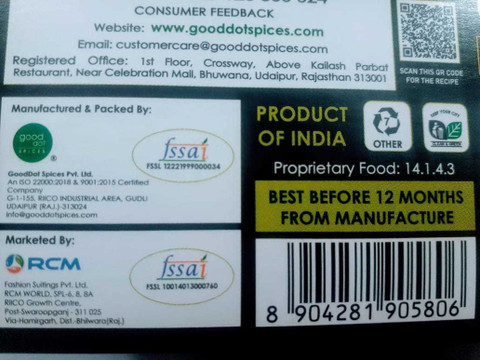 CONSUMER FEEDBACK
Website: www.gooddotspices.com
Email: customercare@gooddotspices.com
Registered Office: 1st Floor, Crossway, Above Kailash Parbat
Restaurant, Near Celebration Mall, Bhuwana, Udaipur, Rajasthan 313001
SCAN THIS QR CODE
FOR THE RECIPE
Manufactured & Packed By:
good
dot
SPICES
®
fssai
FSSL 12221999000034
GoodDot Spices Pvt. Ltd.
An ISO 22000:2018 & 9001:2015 Certified
Company
G-1-155, RIICO INDUSTRIAL AREA, GUDLI
UDAIPUR (RAJ.)-313024
info@gooddotspices.com
Marketed By:
RCM
fssai
FSSL 10014013000760
Fashion Suitings Pvt. Ltd.
RCM WORLD, SPL-6, 8, 8A
RIICO Growth Centre,
Post-Swaroopganj - 311 025
Via-Hamirgarh, Dist.-Bhilwara(Raj.)
PRODUCT
OF INDIA
7
OTHER
Proprietary Food: 14.1.4.3
BEST BEFORE 12 MONTHS
FROM MANUFACTURE
8 904281 905806